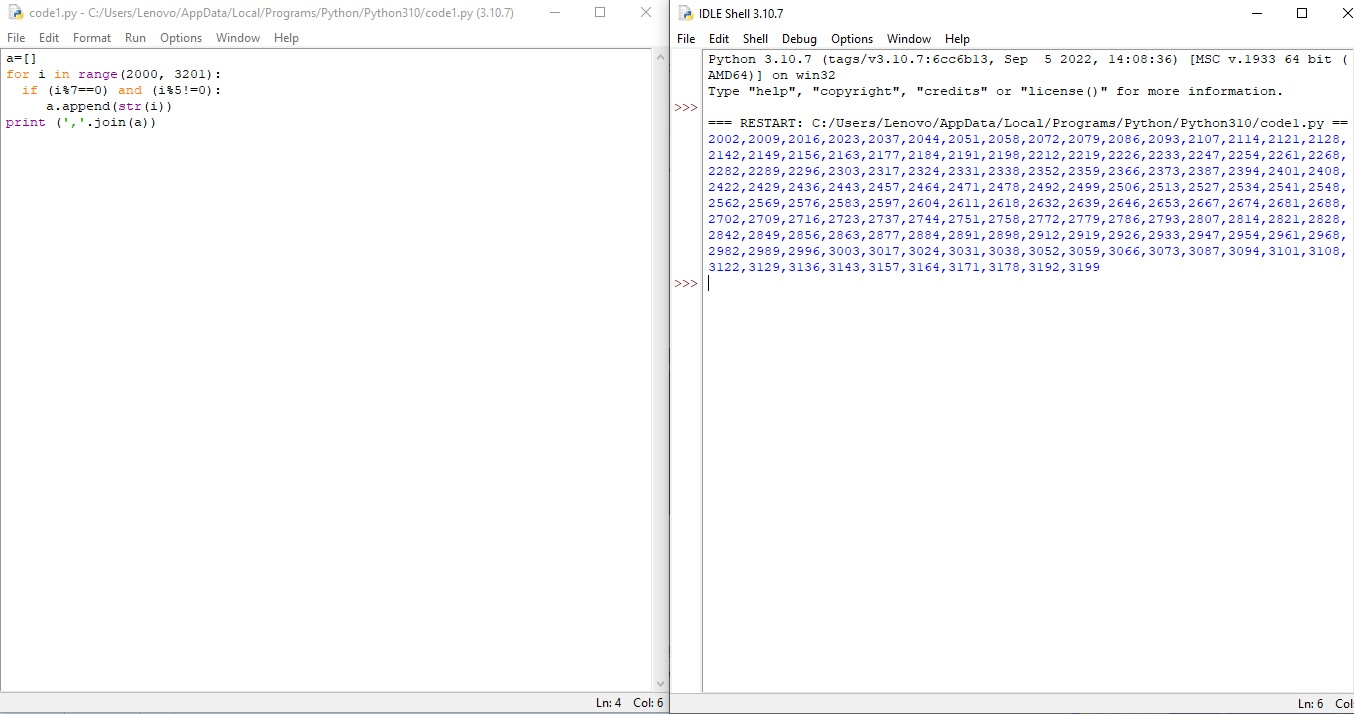 code1.py - C:/Users/Lenovo/AppData/Local/Programs/Python/Python310/code1.py (3.10.7)
File Edit Format Run Options Window Help
a=[]
for i in range(2000, 3201):
  if (i%7==0) and (i%5!=0):
     a.append(str(i))
print (','.join(a))
Ln: 4 Col: 6
IDLE Shell 3.10.7
File Edit Shell Debug Options Window Help
Python 3.10.7 (tags/v3.10.7:6cc6b13, Sep  5 2022, 14:08:36) [MSC v.1933 64 bit (
AMD64)] on win32
Type "help", "copyright", "credits" or "license()" for more information.
>>>
=== RESTART: C:/Users/Lenovo/AppData/Local/Programs/Python/Python310/code1.py ==
2002,2009,2016,2023,2037,2044,2051,2058,2072,2079,2086,2093,2107,2114,2121,2128,
2142,2149,2156,2163,2177,2184,2191,2198,2212,2219,2226,2233,2247,2254,2261,2268,
2282,2289,2296,2303,2317,2324,2331,2338,2352,2359,2366,2373,2387,2394,2401,2408,
2422,2429,2436,2443,2457,2464,2471,2478,2492,2499,2506,2513,2527,2534,2541,2548,
2562,2569,2576,2583,2597,2604,2611,2618,2632,2639,2646,2653,2667,2674,2681,2688,
2702,2709,2716,2723,2737,2744,2751,2758,2772,2779,2786,2793,2807,2814,2821,2828,
2842,2849,2856,2863,2877,2884,2891,2898,2912,2919,2926,2933,2947,2954,2961,2968,
2982,2989,2996,3003,3017,3024,3031,3038,3052,3059,3066,3073,3087,3094,3101,3108,
3122,3129,3136,3143,3157,3164,3171,3178,3192,3199
>>>
Ln: 6 Col